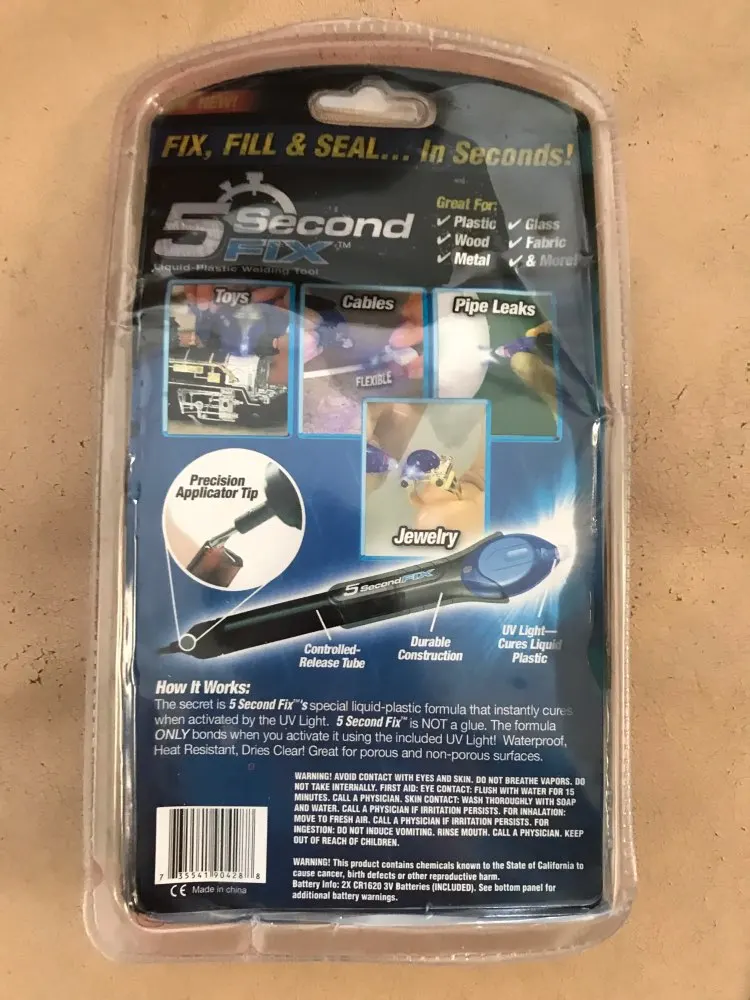 NEW!
FIX, FILL & SEAL... In Seconds!
5 Second
FIX™
Liquid-Plastic Welding Tool
Great For:
✓ Plastic ✓ Glass
✓ Wood ✓ Fabric
✓ Metal ✓ & More!
Toys
Cables
Pipe Leaks
FLEXIBLE
Jewelry
Precision
Applicator Tip
5 Second FIX
Controlled-
Release Tube
Durable
Construction
UV Light—
Cures Liquid
Plastic
How It Works:
The secret is 5 Second Fix™'s special liquid-plastic formula that instantly cures
when activated by the UV Light. 5 Second Fix™ is NOT a glue. The formula
ONLY bonds when you activate it using the included UV Light! Waterproof,
Heat Resistant, Dries Clear! Great for porous and non-porous surfaces.
WARNING! AVOID CONTACT WITH EYES AND SKIN. DO NOT BREATHE VAPORS. DO
NOT TAKE INTERNALLY. FIRST AID: EYE CONTACT: FLUSH WITH WATER FOR 15
MINUTES. CALL A PHYSICIAN. SKIN CONTACT: WASH THOROUGHLY WITH SOAP
AND WATER. CALL A PHYSICIAN IF IRRITATION PERSISTS. FOR INHALATION:
MOVE TO FRESH AIR. CALL A PHYSICIAN IF IRRITATION PERSISTS. FOR
INGESTION: DO NOT INDUCE VOMITING. RINSE MOUTH. CALL A PHYSICIAN. KEEP
OUT OF REACH OF CHILDREN.
WARNING! This product contains chemicals known to the State of California to
cause cancer, birth defects or other reproductive harm.
Battery Info: 2X CR1620 3V Batteries (INCLUDED). See bottom panel for
additional battery warnings.
7 35541 90428 8
CE Made in china